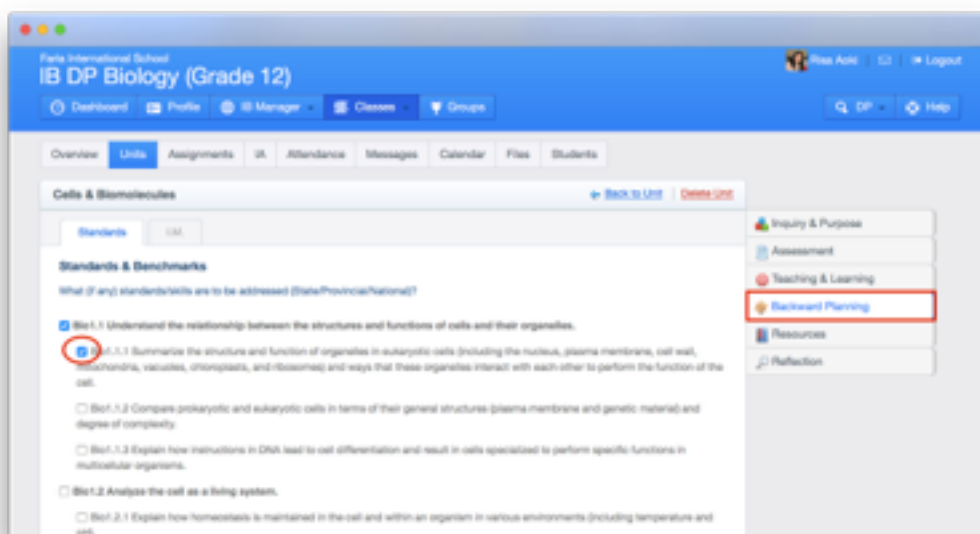 Faria International School
IB DP Biology (Grade 12)
Risa Aoki
Logout
Dashboard Profile IB Manager Classes Groups
DP Help
Overview Units Assignments IA Attendance Messages Calendar Files Students
Cells & Biomolecules
Back to Unit Delete Unit
Standards
Standards & Benchmarks
What (if any) standards/skills are to be addressed (State/Provincial/National)?
Bio1.1 Understand the relationship between the structures and functions of cells and their organelles.
Bio1.1.1 Summarize the structure and function of organelles in eukaryotic cells (including the nucleus, plasma membrane, cell wall,
mitochondria, vacuoles, chloroplasts, and ribosomes) and ways that these organelles interact with each other to perform the function of the
cell.
Bio1.1.2 Compare prokaryotic and eukaryotic cells in terms of their general structures (plasma membrane and genetic material) and
degree of complexity.
Bio1.1.3 Explain how instructions in DNA lead to cell differentiation and result in cells specialized to perform specific functions in
multicellular organisms.
Bio1.2 Analyze the cell as a living system.
Bio1.2.1 Explain how homeostasis is maintained in the cell and within an organism in various environments (including temperature and
Inquiry & Purpose
Assessment
Teaching & Learning
Backward Planning
Resources
Reflection